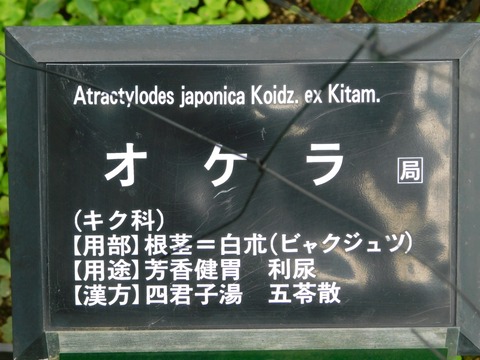 Atractylodes japonica Koidz. ex Kitam.
オケラ 局
(キク科)
【用部】根茎=白朮(ビャクジュツ)
【用途】芳香健胃 利尿
【漢方】四君子湯 五苓散